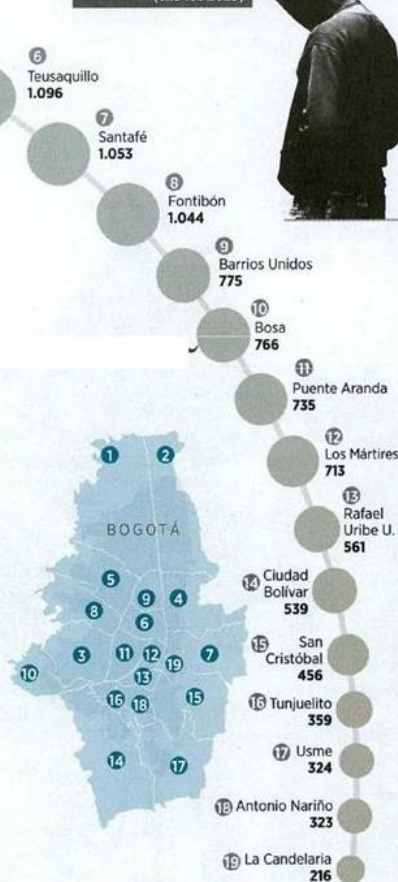 6
Teusaquillo
1.096
7
Santafé
1.053
8
Fontibón
1.044
9
Barrios Unidos
775
10
Bosa
766
11
Puente Aranda
735
12
Los Mártires
713
13
Rafael
Uribe U.
561
14 Ciudad
Bolívar
539
15 San
Cristóbal
456
16 Tunjuelito
359
17 Usme
324
18 Antonio Nariño
323
19 La Candelaria
216
1 2
BOGOTÁ
5
8 9 4
6
3 11 12 19 7
10 13
16 18 15
14 17